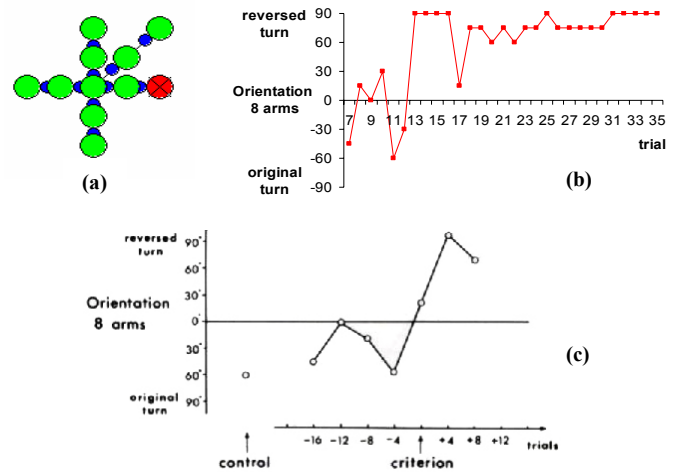 (a)
reversed
turn
90
60
30
Orientation
8 arms
0
-30
-60
original
turn
-90
7 9 11 13 15 17 19 21 23 25 27 29 31 33 35
trial
(b)
reversed
turn
90°
60°
30°
Orientation
8 arms
0°
30°
60°
original
turn
90°
(c)
-16 -12 -8 -4 0 +4 +8 +12 trials
control
criterion